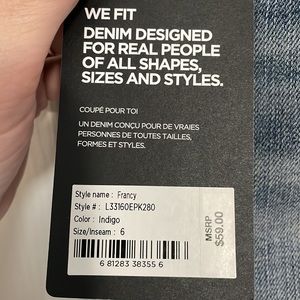 WE FIT
DENIM DESIGNED
FOR REAL PEOPLE
OF ALL SHAPES,
SIZES AND STYLES.
COUPÉ POUR TOI
UN DENIM CONÇU POUR DE VRAIES
PERSONNES DE TOUTES TAILLES,
FORMES ET STYLES.
Style name : Francy
Style # : L33160EPK280
Color : Indigo
Size/Inseam : 6
6 81283 38355 6
MSRP
$59.00